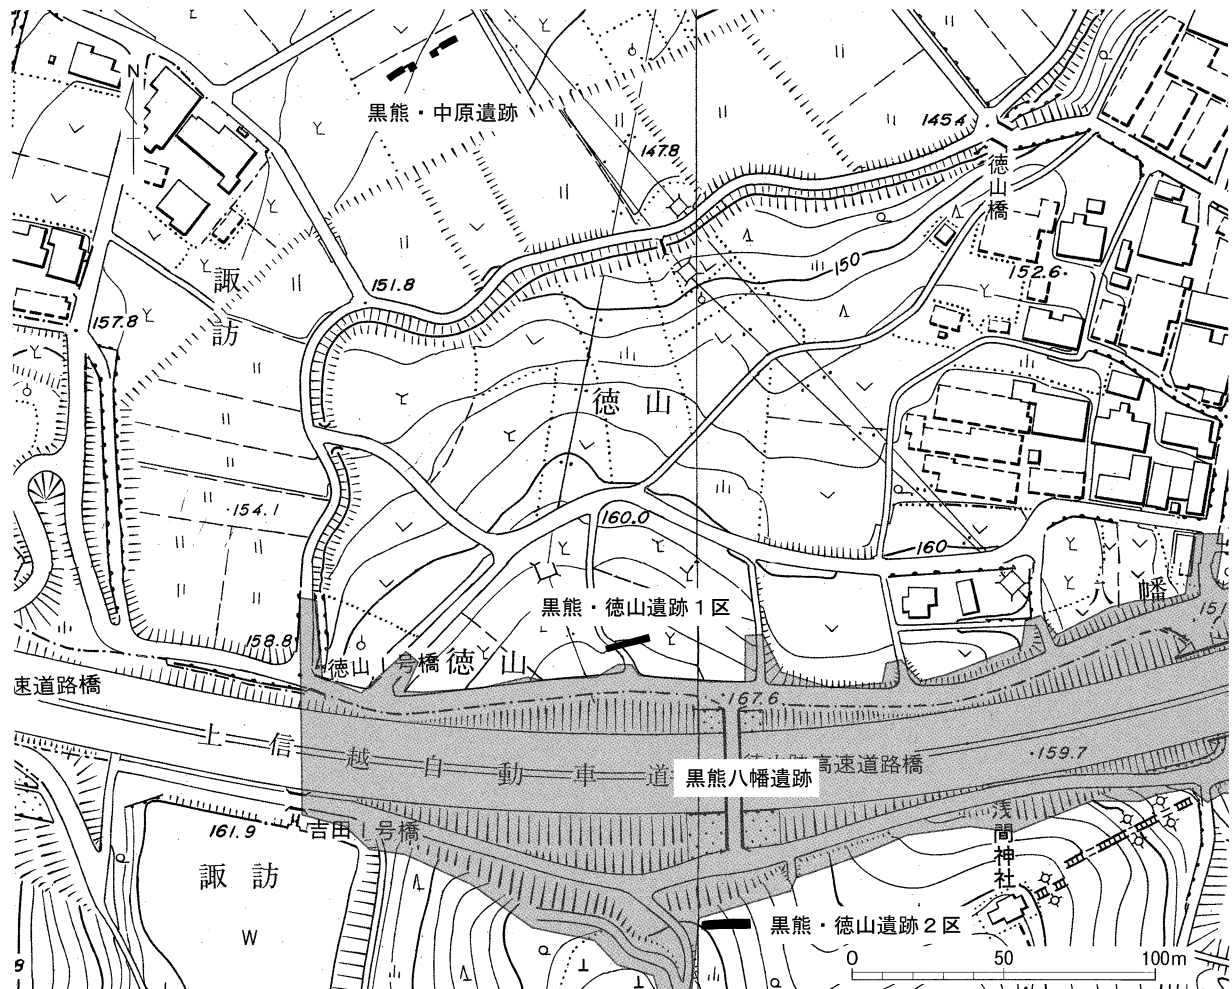 N
黒熊・中原遺跡
1454
147.8
徳山橋
諏訪
151.8
150
152.6
157.8
徳山
154.1
160.0
160
八幡
黒熊・徳山遺跡1区
158.8
徳山1号橋
徳山
速道路橋
167.6
上信越自動車道
高速道路橋
159.7
黒熊八幡遺跡
161.9
吉田1号橋
浅間神社
諏訪
W
黒熊・徳山遺跡2区
8
0 50 100m